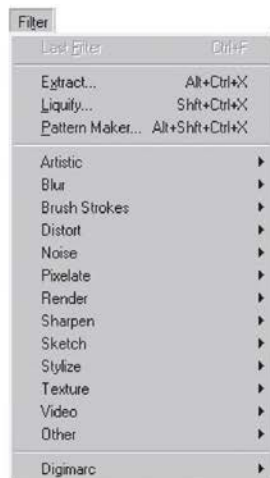 Filter
Last Filter Ctrl+F
Extract... Alt+Ctrl+X
Liquify... Shft+Ctrl+X
Pattern Maker... Alt+Shft+Ctrl+X
Artistic
Blur
Brush Strokes
Distort
Noise
Pixelate
Render
Sharpen
Sketch
Stylize
Texture
Video
Other
Digimarc